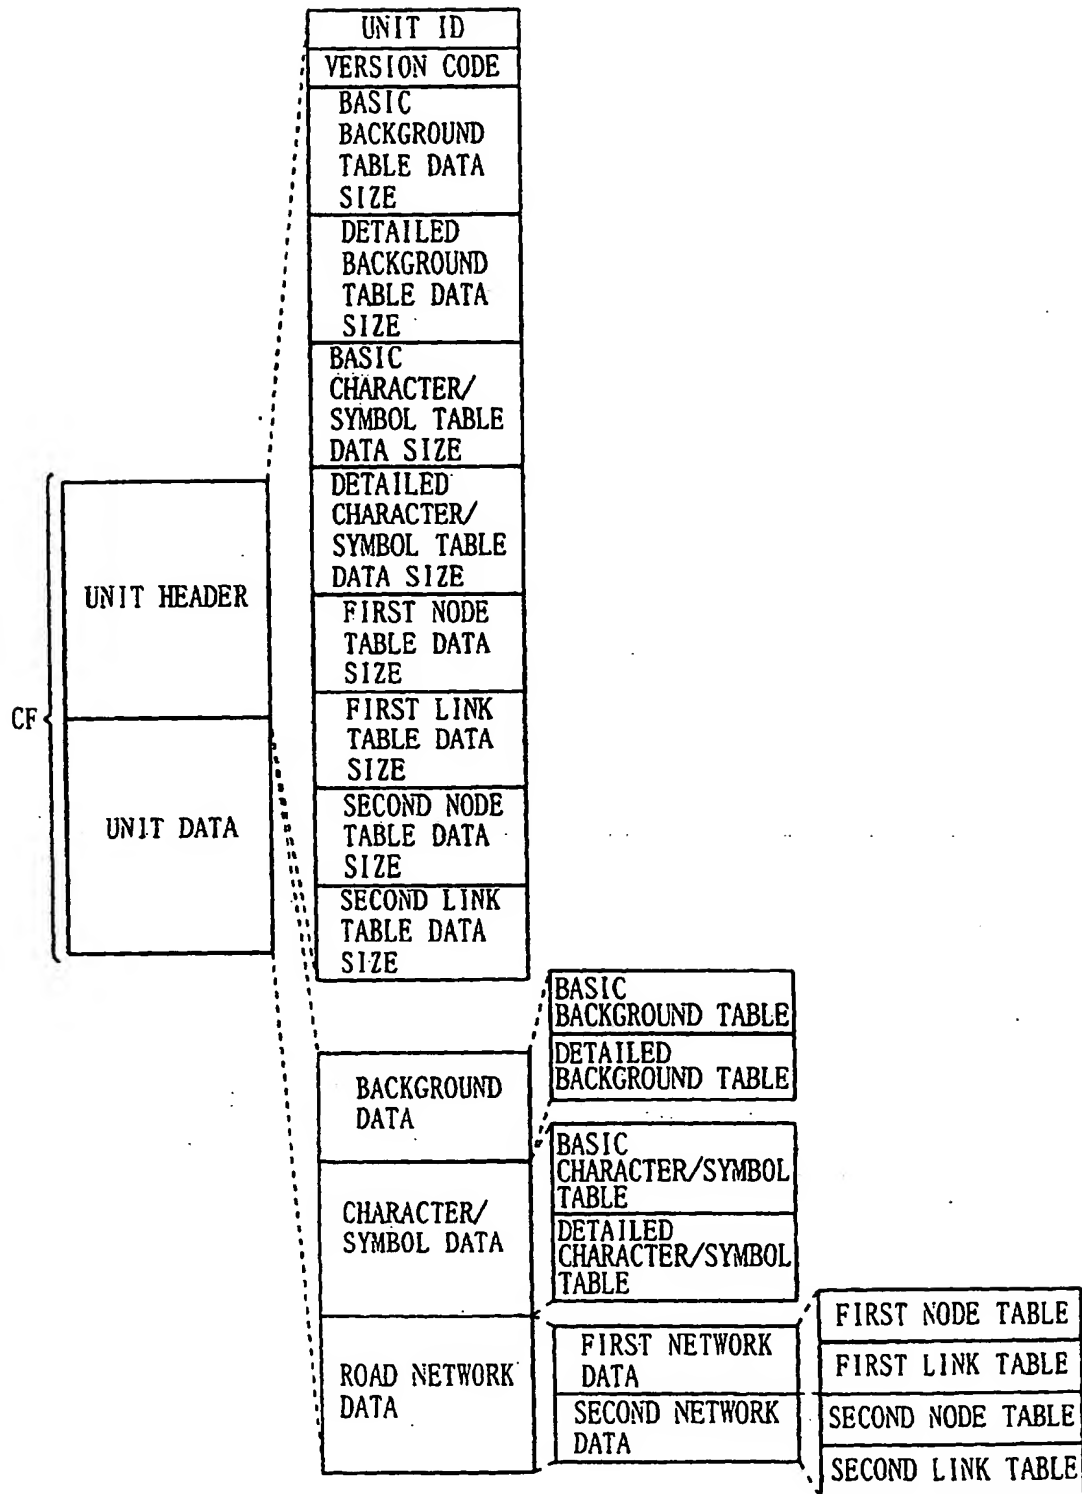 UNIT ID
VERSION CODE
BASIC
BACKGROUND
TABLE DATA
SIZE
DETAILED
BACKGROUND
TABLE DATA
SIZE
BASIC
CHARACTER/
SYMBOL TABLE
DATA SIZE
DETAILED
CHARACTER/
SYMBOL TABLE
DATA SIZE
FIRST NODE
TABLE DATA
SIZE
FIRST LINK
TABLE DATA
SIZE
SECOND NODE
TABLE DATA
SIZE
SECOND LINK
TABLE DATA
SIZE
CF
UNIT HEADER
UNIT DATA
BACKGROUND
DATA
CHARACTER/
SYMBOL DATA
ROAD NETWORK
DATA
BASIC
BACKGROUND TABLE
DETAILED
BACKGROUND TABLE
BASIC
CHARACTER/SYMBOL
TABLE
DETAILED
CHARACTER/SYMBOL
TABLE
FIRST NETWORK
DATA
SECOND NETWORK
DATA
FIRST NODE TABLE
FIRST LINK TABLE
SECOND NODE TABLE
SECOND LINK TABLE